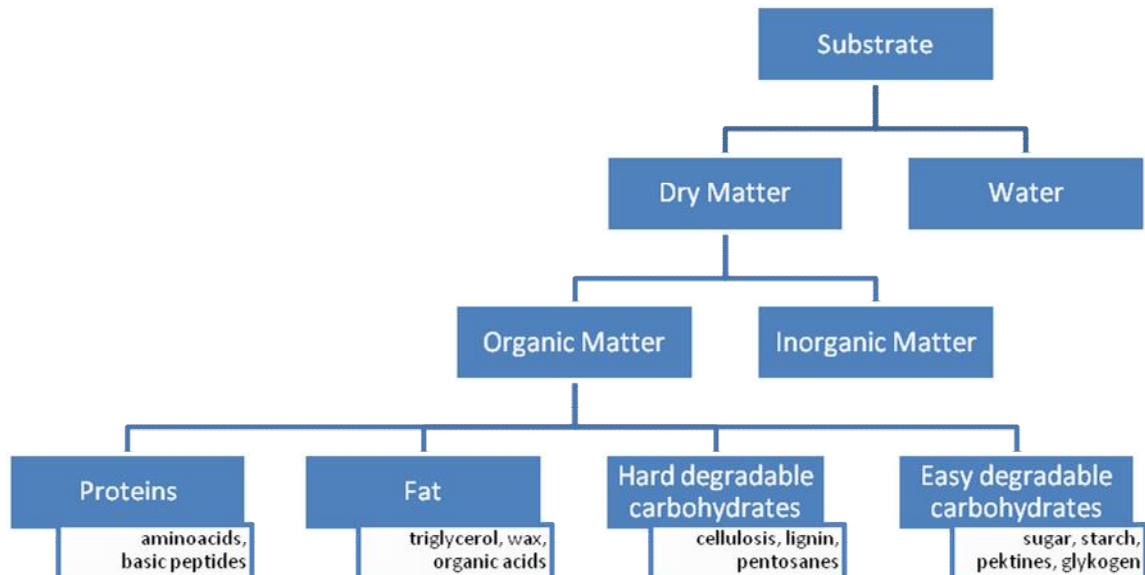 Substrate
Dry Matter
Water
Organic Matter
Inorganic Matter
Proteins
aminoacids,
basic peptides
Fat
triglycerol, wax,
organic acids
Hard degradable
carbohydrates
cellulosis, lignin,
pentosanes
Easy degradable
carbohydrates
sugar, starch,
pektines, glykogen